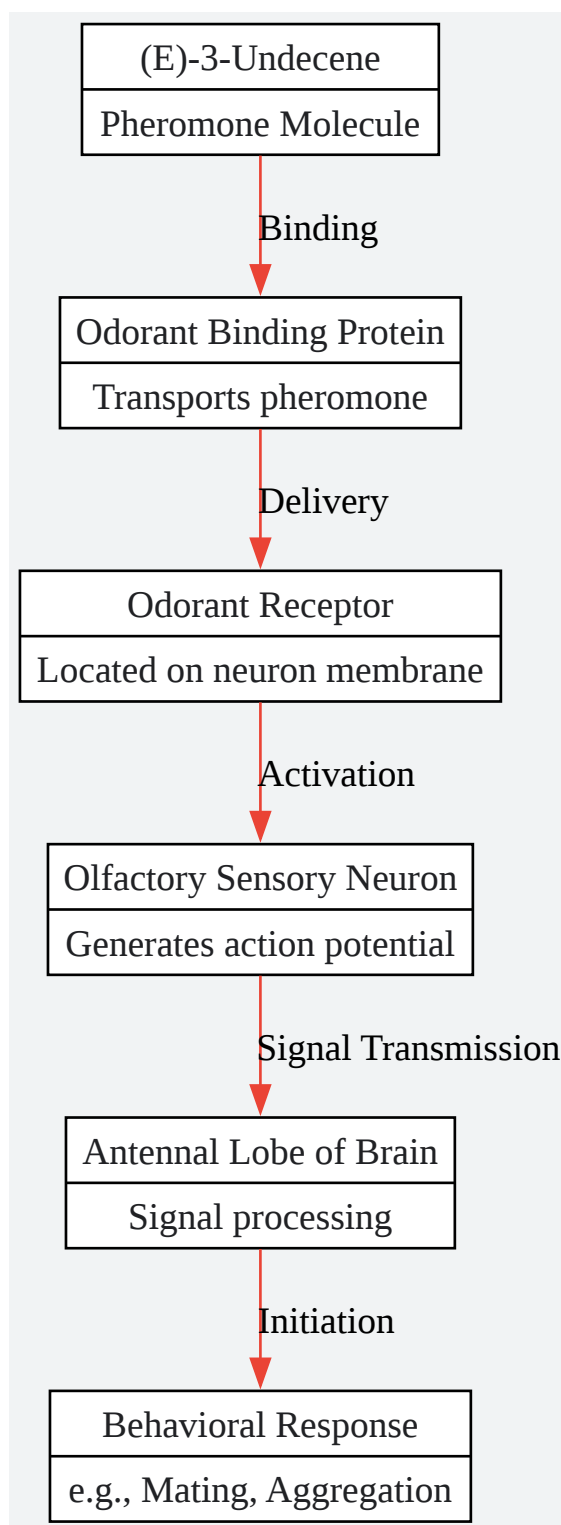 (E)-3-Undecene
Pheromone Molecule
Binding
Odorant Binding Protein
Transports pheromone
Delivery
Odorant Receptor
Located on neuron membrane
Activation
Olfactory Sensory Neuron
Generates action potential
Signal Transmission
Antennal Lobe of Brain
Signal processing
Initiation
Behavioral Response
e.g., Mating, Aggregation